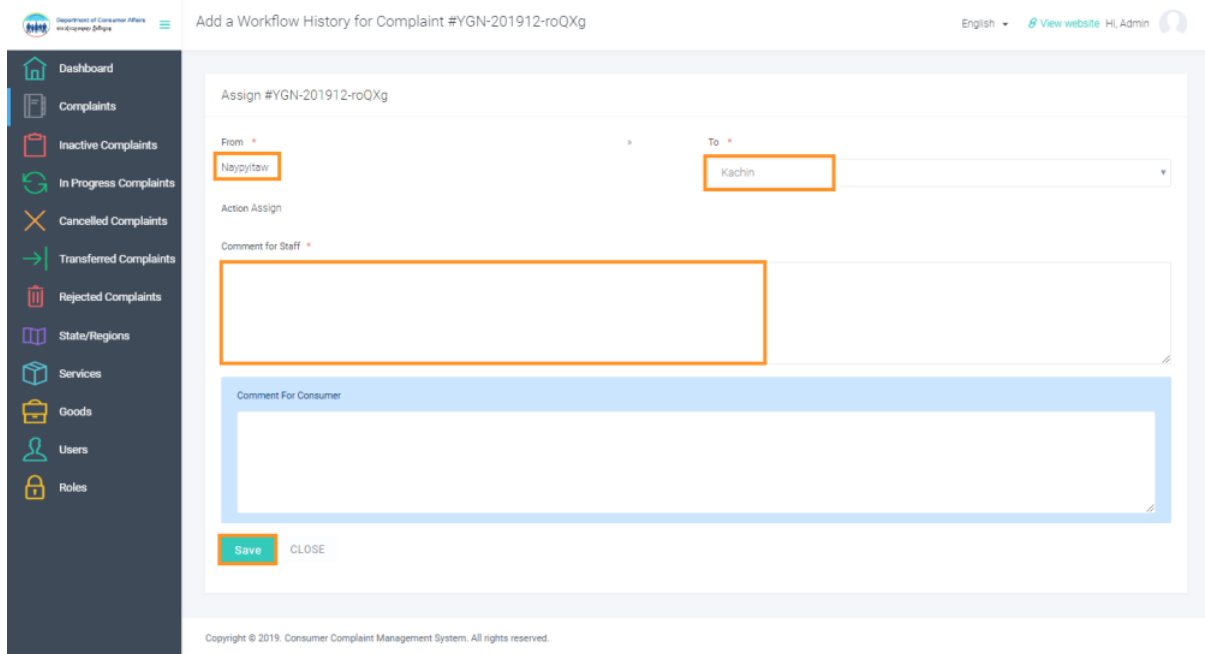 Department of Consumer Affairs
Add a Workflow History for Complaint #YGN-201912-roQXg
English
View website
Hi, Admin
Dashboard
Complaints
Inactive Complaints
In Progress Complaints
Cancelled Complaints
Transferred Complaints
Rejected Complaints
State/Regions
Services
Goods
Users
Roles
Assign #YGN-201912-roQXg
From *
»
To *
Naypyitaw
Kachin
Action Assign
Comment for Staff *
Comment For Consumer
Save
CLOSE
Copyright © 2019. Consumer Complaint Management System. All rights reserved.